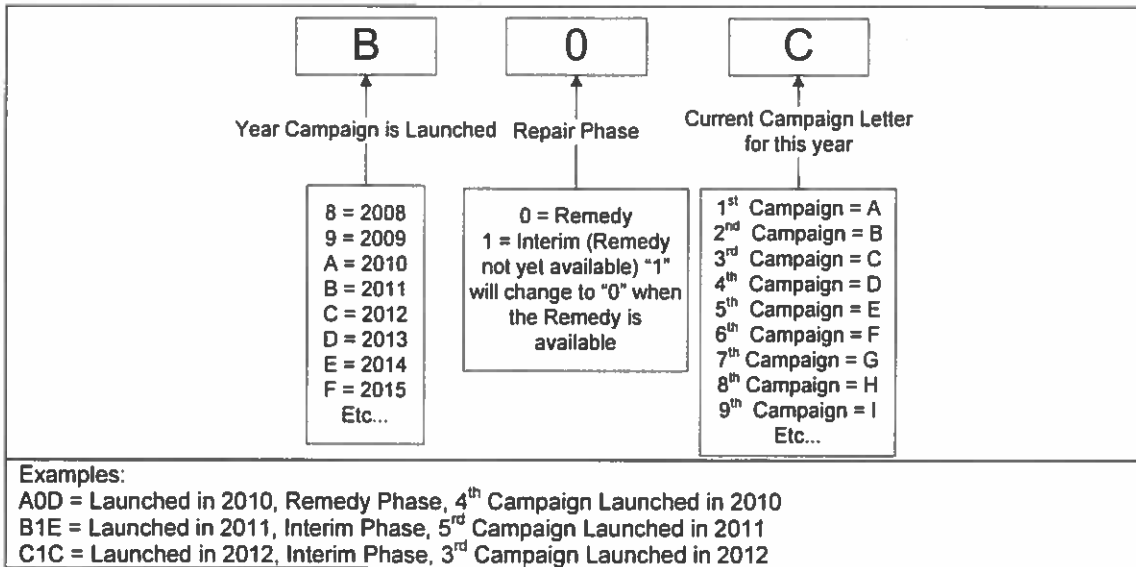 B 0 C
Year Campaign is Launched
Repair Phase
Current Campaign Letter
for this year
8 = 2008
9 = 2009
A = 2010
B = 2011
C = 2012
D = 2013
E = 2014
F = 2015
Etc...
0 = Remedy
1 = Interim (Remedy
not yet available) “1”
will change to “0” when
the Remedy is
available
1st Campaign = A
2nd Campaign = B
3rd Campaign = C
4th Campaign = D
5th Campaign = E
6th Campaign = F
7th Campaign = G
8th Campaign = H
9th Campaign = I
Etc...
Examples:
A0D = Launched in 2010, Remedy Phase, 4th Campaign Launched in 2010
B1E = Launched in 2011, Interim Phase, 5rd Campaign Launched in 2011
C1C = Launched in 2012, Interim Phase, 3rd Campaign Launched in 2012